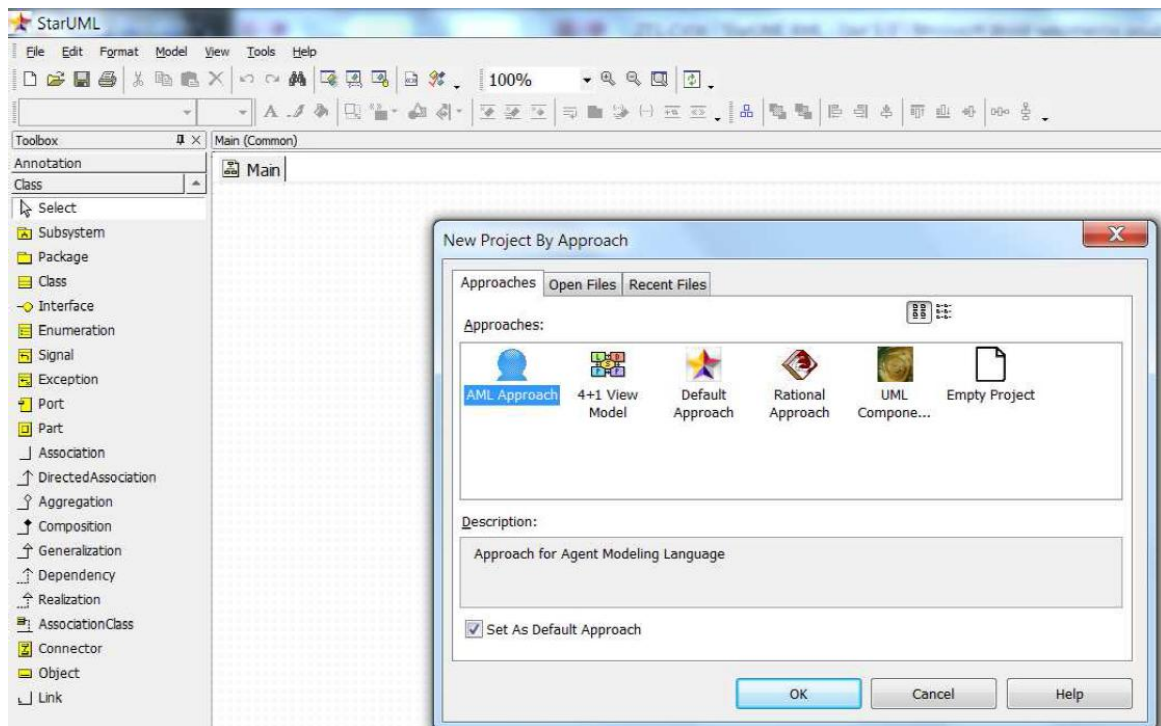 StarUML
File Edit Format Model View Tools Help
100%
Toolbox
Main (Common)
Annotation
Main
Class
Select
Subsystem
Package
Class
Interface
Enumeration
Signal
Exception
Port
Part
Association
DirectedAssociation
Aggregation
Composition
Generalization
Dependency
Realization
AssociationClass
Connector
Object
Link
New Project By Approach
Approaches Open Files Recent Files
Approaches:
AML Approach
4+1 View
Model
Default
Approach
Rational
Approach
UML
Compone...
Empty Project
Description:
Approach for Agent Modeling Language
Set As Default Approach
OK Cancel Help